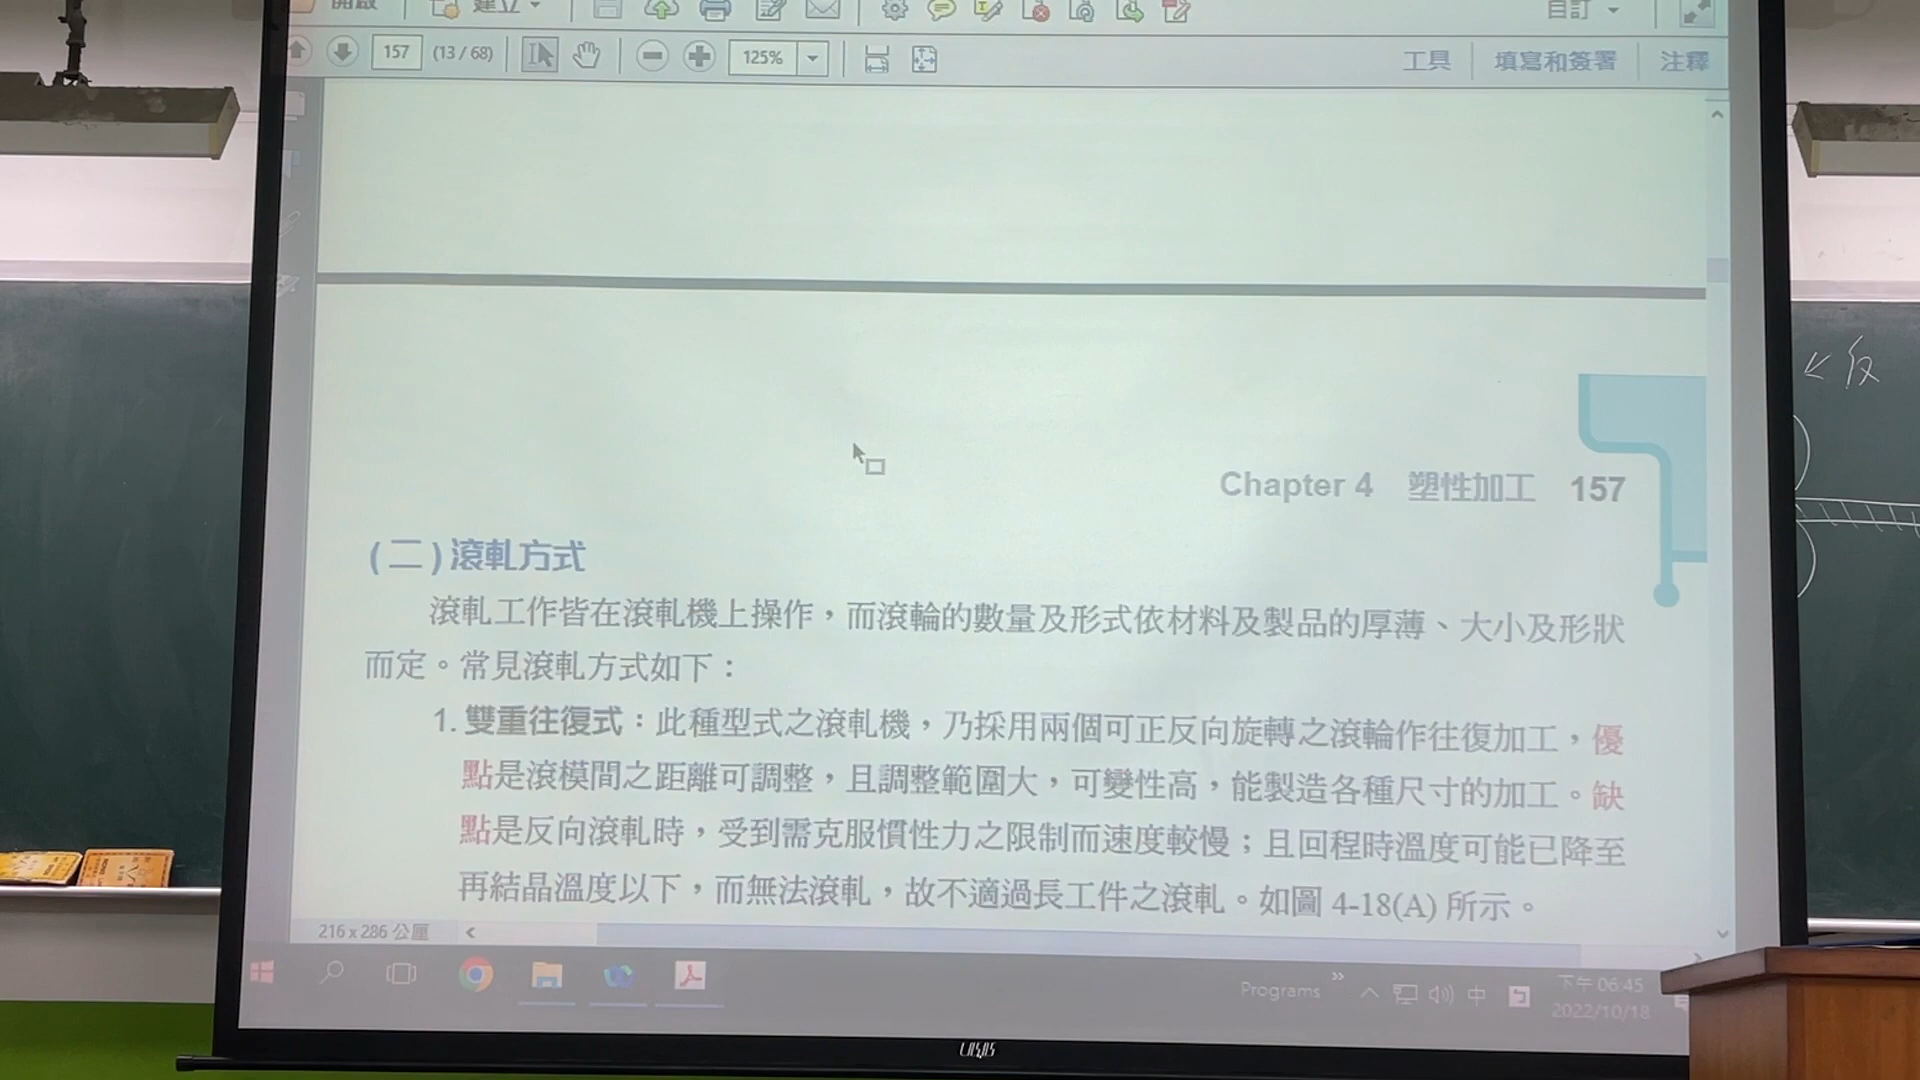 開啟 建立 自訂
157 (13 / 68) 125% 工具 填寫和簽署 注釋
Chapter 4 塑性加工 157
(二)滾軋方式
滾軋工作皆在滾軋機上操作,而滾輪的數量及形式依材料及製品的厚薄、大小及形狀
而定。常見滾軋方式如下:
1. 雙重往復式:此種型式之滾軋機,乃採用兩個可正反向旋轉之滾輪作往復加工,優
點是滾模間之距離可調整,且調整範圍大,可變性高,能製造各種尺寸的加工。缺
點是反向滾軋時,受到需克服慣性力之限制而速度較慢;且回程時溫度可能已降至
再結晶溫度以下,而無法滾軋,故不適過長工件之滾軋。如圖 4-18(A) 所示。
216 x 286 公厘
Programs 中 下午 06:45
2022/10/18
反